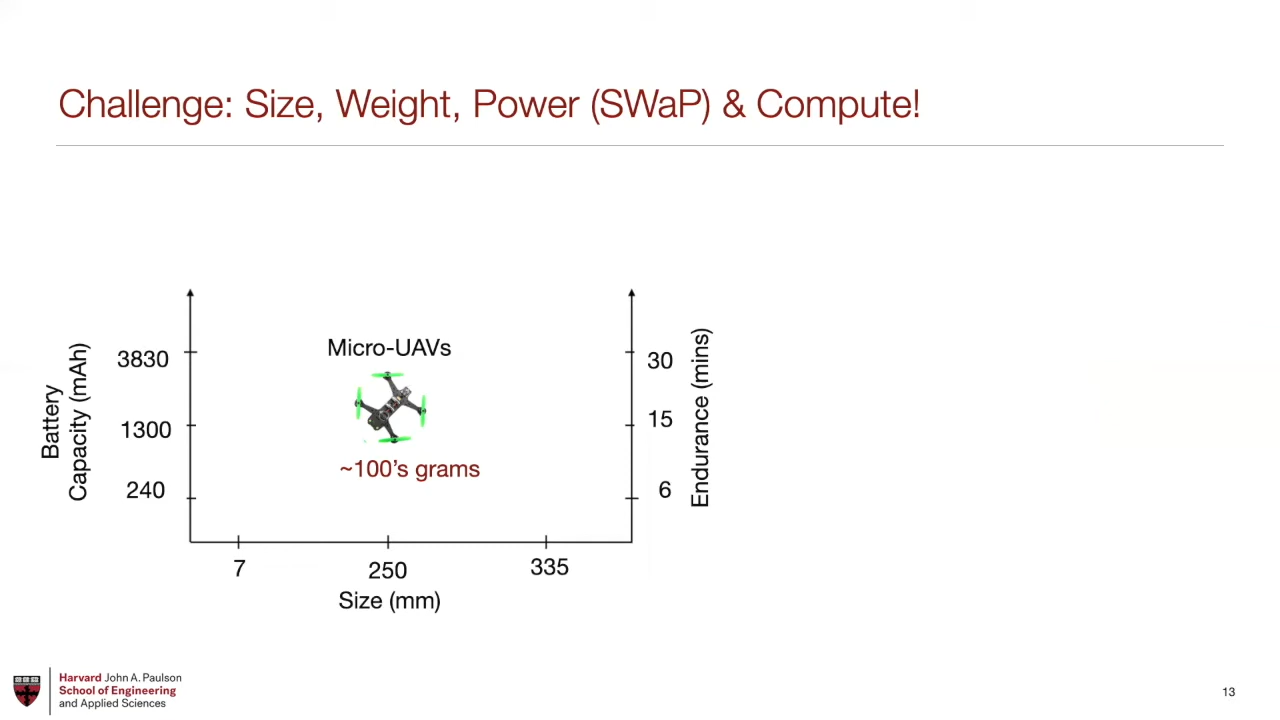 Challenge: Size, Weight, Power (SWaP) & Compute!
Battery
Capacity (mAh)
3830
1300
240
Micro-UAVs
~100's grams
30
15
6
Endurance (mins)
7
250
335
Size (mm)
Harvard John A. Paulson
School of Engineering
and Applied Sciences
13